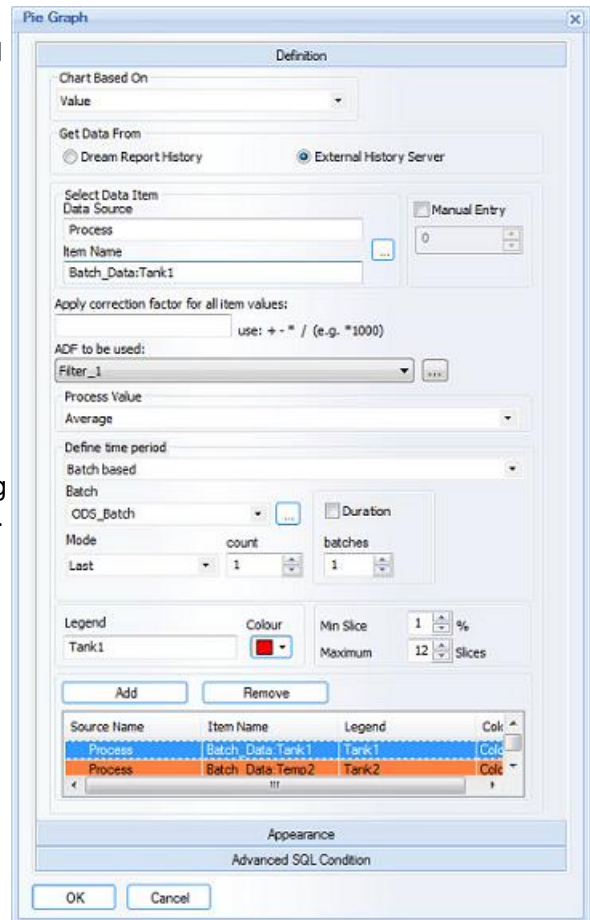 Pie Graph
Definition
Chart Based On
Value
Get Data From
Dream Report History External History Server
Select Data Item
Data Source
Process
Manual Entry
0
Item Name
...
Batch_Data:Tank1
Apply correction factor for all item values:
use: + - * / (e.g. *1000)
ADF to be used:
Filter_1 ...
Process Value
Average
Define time period
Batch based
Batch
ODS_Batch ... Duration
Mode count batches
Last 1 1
Legend Colour Min Slice 1 %
Tank1 Maximum 12 Slices
Add Remove
Source Name Item Name Legend Col
Process Batch_Data:Tank1 Tank1 Colo
Process Batch_Data:Temp2 Tank2 Colo
Appearance
Advanced SQL Condition
OK Cancel